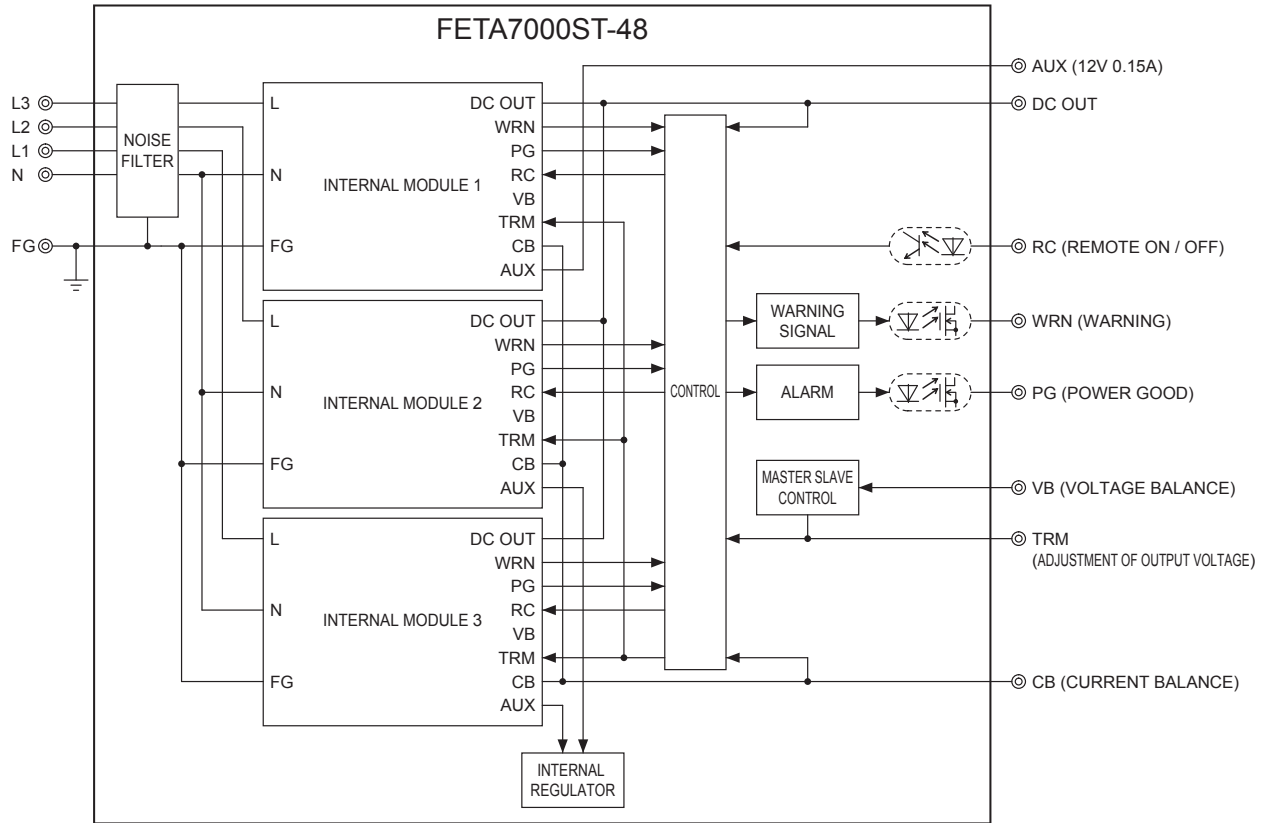 FETA7000ST-48
AUX (12V 0.15A)
DC OUT
L3
L2
L1
N
FG
NOISE
FILTER
L
N
FG
INTERNAL MODULE 1
DC OUT
WRN
PG
RC
VB
TRM
CB
AUX
L
N
FG
INTERNAL MODULE 2
DC OUT
WRN
PG
RC
VB
TRM
CB
AUX
L
N
FG
INTERNAL MODULE 3
DC OUT
WRN
PG
RC
VB
TRM
CB
AUX
INTERNAL
REGULATOR
CONTROL
RC (REMOTE ON / OFF)
WARNING
SIGNAL
WRN (WARNING)
ALARM
PG (POWER GOOD)
MASTER SLAVE
CONTROL
VB (VOLTAGE BALANCE)
TRM
(ADJUSTMENT OF OUTPUT VOLTAGE)
CB (CURRENT BALANCE)